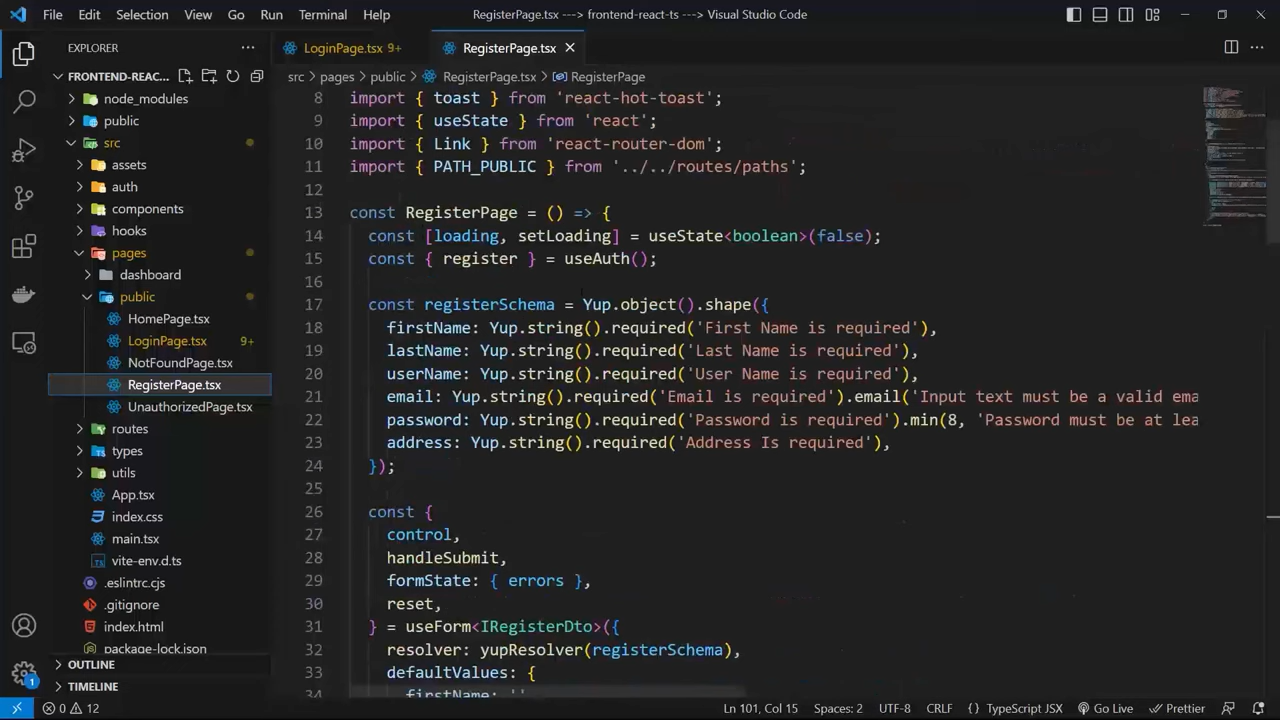 File Edit Selection View Go Run Terminal Help
RegisterPage.tsx ---> frontend-react-ts ---> Visual Studio Code
EXPLORER
FRONTEND-REAC...
node_modules
public
src
assets
auth
components
hooks
pages
dashboard
public
HomePage.tsx
LoginPage.tsx 9+
NotFoundPage.tsx
RegisterPage.tsx
UnauthorizedPage.tsx
routes
types
utils
App.tsx
index.css
main.tsx
vite-env.d.ts
.eslintrc.cjs
.gitignore
index.html
package-lock.json
OUTLINE
TIMELINE
LoginPage.tsx 9+
RegisterPage.tsx
src > pages > public > RegisterPage.tsx > RegisterPage
8 import { toast } from 'react-hot-toast';
9 import { useState } from 'react';
10 import { Link } from 'react-router-dom';
11 import { PATH_PUBLIC } from '../../routes/paths';
12
13 const RegisterPage = () => {
14 const [loading, setLoading] = useState<boolean>(false);
15 const { register } = useAuth();
16
17 const registerSchema = Yup.object().shape({
18 firstName: Yup.string().required('First Name is required'),
19 lastName: Yup.string().required('Last Name is required'),
20 userName: Yup.string().required('User Name is required'),
21 email: Yup.string().required('Email is required').email('Input text must be a valid ema
22 password: Yup.string().required('Password is required').min(8, 'Password must be at lea
23 address: Yup.string().required('Address Is required'),
24 });
25
26 const {
27 control,
28 handleSubmit,
29 formState: { errors },
30 reset,
31 } = useForm<IRegisterDto>({
32 resolver: yupResolver(registerSchema),
33 defaultValues: {
34 firstName: ''
1
0 12
Ln 101, Col 15 Spaces: 2 UTF-8 CRLF {} TypeScript JSX Go Live Prettier